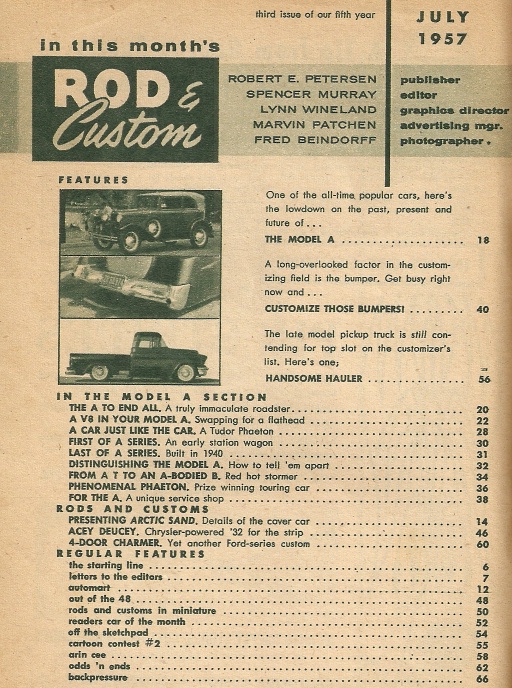 third issue of our fifth year
JULY
1957
in this month's
ROD &
Custom
ROBERT E. PETERSEN publisher
SPENCER MURRAY editor
LYNN WINELAND graphics director
MARVIN PATCHEN advertising mgr.
FRED BEINDORFF photographer.
FEATURES
One of the all-time popular cars, here's
the lowdown on the past, present and
future of . . .
THE MODEL A . . . . . . . . . . . . . . . . . . . . . 18
A long-overlooked factor in the custom-
izing field is the bumper. Get busy right
now and . . .
CUSTOMIZE THOSE BUMPERS! . . . . . . . . . 40
The late model pickup truck is still con-
tending for top slot on the customizer's
list. Here's one;
HANDSOME HAULER . . . . . . . . . . . . . . . . 56
IN THE MODEL A SECTION
THE A TO END ALL. A truly immaculate roadster. . . . . . . . . . . . . . . . 20
A V8 IN YOUR MODEL A. Swapping for a flathead . . . . . . . . . . . . . . . . 22
A CAR JUST LIKE THE CAR. A Tudor Phaeton . . . . . . . . . . . . . . . . 28
FIRST OF A SERIES. An early station wagon . . . . . . . . . . . . . . . . 30
LAST OF A SERIES. Built in 1940 . . . . . . . . . . . . . . . . 31
DISTINGUISHING THE MODEL A. How to tell 'em apart . . . . . . . . . . . . . . . . 32
FROM A T TO AN A-BODIED B. Red hot stormer . . . . . . . . . . . . . . . . 34
PHENOMENAL PHAETON. Prize winning touring car . . . . . . . . . . . . . . . . 36
FOR THE A. A unique service shop . . . . . . . . . . . . . . . . 38
RODS AND CUSTOMS
PRESENTING ARCTIC SAND. Details of the cover car . . . . . . . . . . . . . . . . 14
ACEY DEUCEY. Chrysler-powered '32 for the strip . . . . . . . . . . . . . . . . 46
4-DOOR CHARMER. Yet another Ford-series custom . . . . . . . . . . . . . . . . 60
REGULAR FEATURES
the starting line . . . . . . . . . . . . . . . . 6
letters to the editors . . . . . . . . . . . . . . . . 7
automart . . . . . . . . . . . . . . . . 12
out of the 48 . . . . . . . . . . . . . . . . 48
rods and customs in miniature . . . . . . . . . . . . . . . . 50
readers car of the month . . . . . . . . . . . . . . . . 52
off the sketchpad . . . . . . . . . . . . . . . . 54
cartoon contest #2 . . . . . . . . . . . . . . . . 55
arin cee . . . . . . . . . . . . . . . . 58
odds 'n ends . . . . . . . . . . . . . . . . 62
backpressure . . . . . . . . . . . . . . . . 66